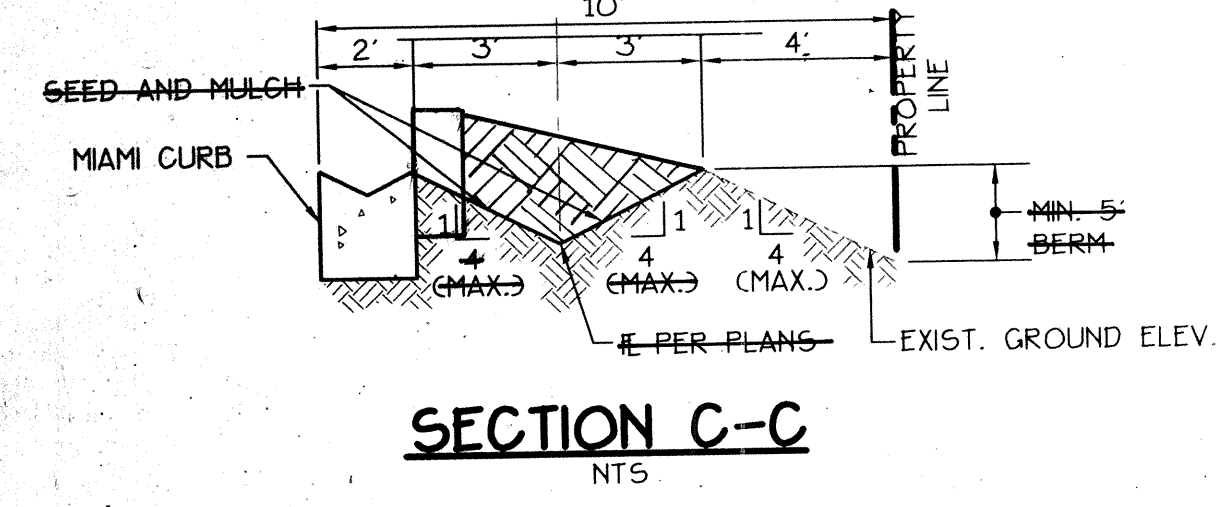 10'
2'
3'
3'
4'
PROPERTY
LINE
SEED AND MULCH
MIAMI CURB
1
4
(MAX.)
1
4
(MAX.)
1
4
(MAX.)
MIN. 5'
BERM
IE PER PLANS
EXIST. GROUND ELEV.
SECTION C-C
NTS